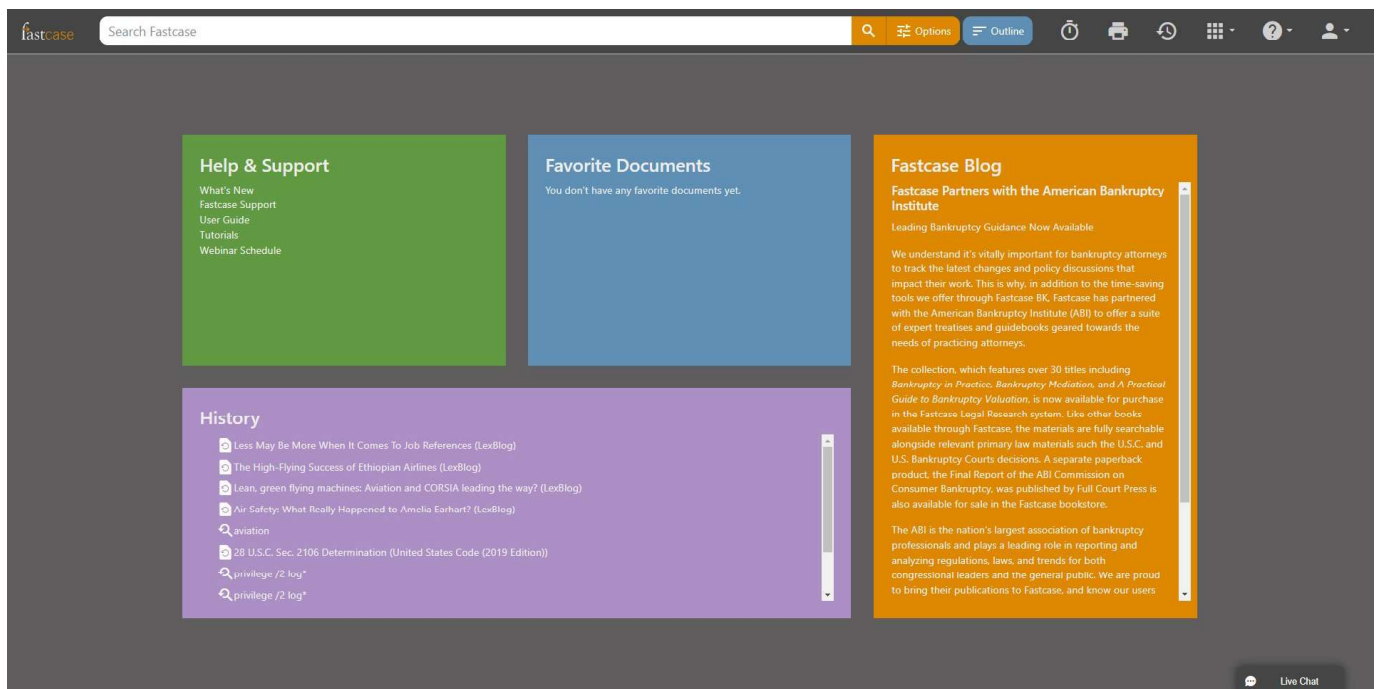 fastcase
Search Fastcase
Options
Outline
Help & Support
What's New
Fastcase Support
User Guide
Tutorials
Webinar Schedule
Favorite Documents
You don't have any favorite documents yet.
Fastcase Blog
Fastcase Partners with the American Bankruptcy
Institute
Leading Bankruptcy Guidance Now Available
We understand it's vitally important for bankruptcy attorneys
to track the latest changes and policy discussions that
impact their work. This is why, in addition to the time-saving
tools we offer through Fastcase BK, Fastcase has partnered
with the American Bankruptcy Institute (ABI) to offer a suite
of expert treatises and guidebooks geared towards the
needs of practicing attorneys.
The collection, which features over 30 titles including
Bankruptcy in Practice, Bankruptcy Mediation, and A Practical
Guide to Bankruptcy Valuation, is now available for purchase
in the Fastcase Legal Research system. Like other books
available through Fastcase, the materials are fully searchable
alongside relevant primary law materials such the U.S.C. and
U.S. Bankruptcy Courts decisions. A separate paperback
product, the Final Report of the ABI Commission on
Consumer Bankruptcy, was published by Full Court Press is
also available for sale in the Fastcase bookstore.
The ABI is the nation's largest association of bankruptcy
professionals and plays a leading role in reporting and
analyzing regulations, laws, and trends for both
congressional leaders and the general public. We are proud
to bring their publications to Fastcase, and know our users
History
Less May Be More When It Comes To Job References (LexBlog)
The High-Flying Success of Ethiopian Airlines (LexBlog)
Lean, green flying machines: Aviation and CORSIA leading the way? (LexBlog)
Air Safety: What Really Happened to Amelia Earhart? (LexBlog)
aviation
28 U.S.C. Sec. 2106 Determination (United States Code (2019 Edition))
privilege /2 log*
privilege /2 log*
Live Chat